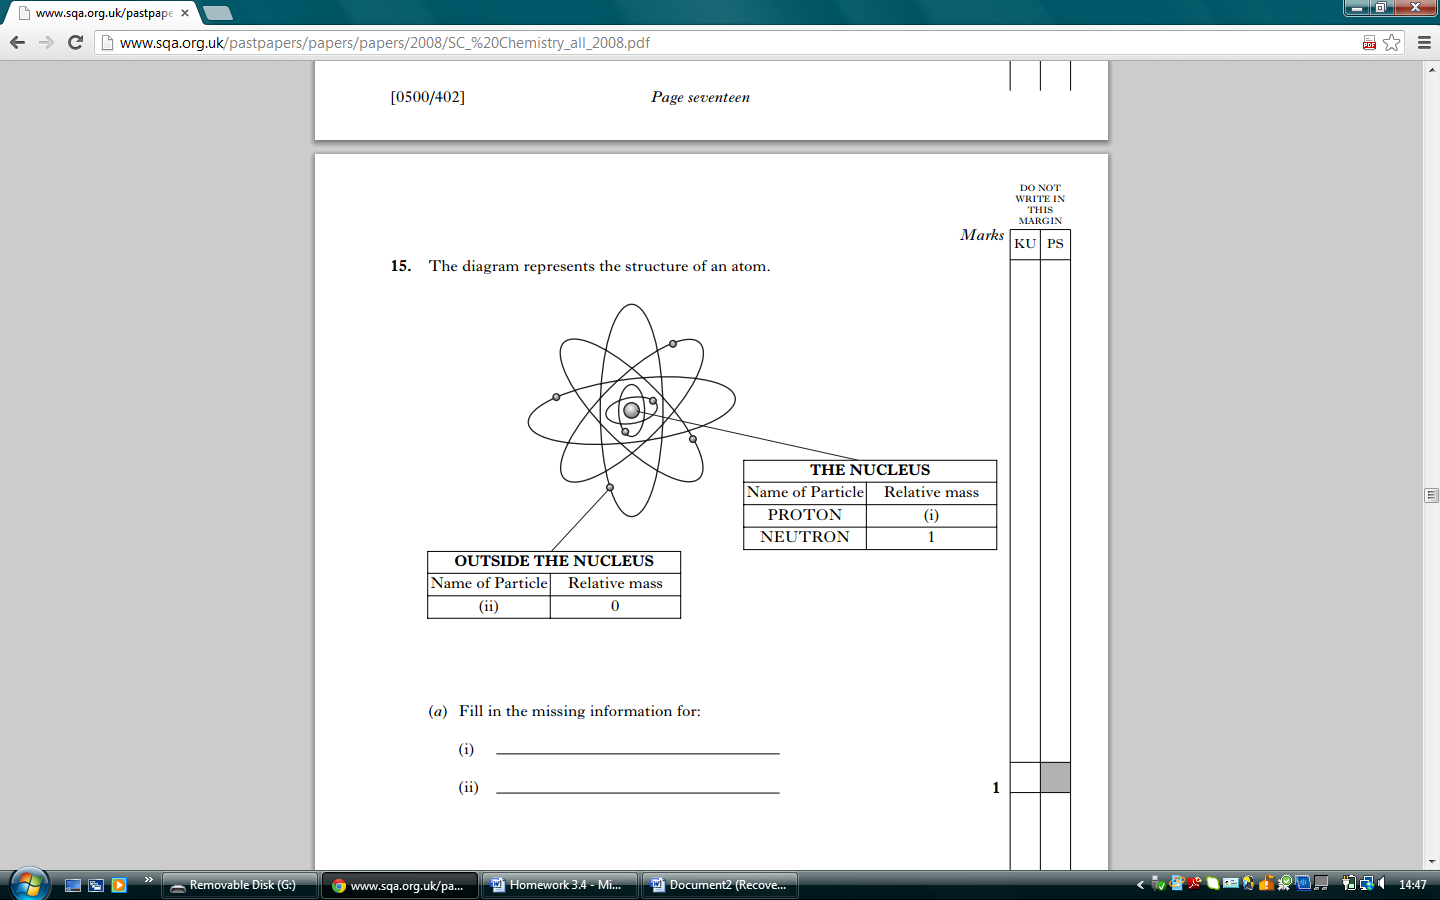 www.sqa.org.uk/pastpape
www.sqa.org.uk/pastpapers/papers/papers/2008/SC_%20Chemistry_all_2008.pdf
[0500/402]
Page seventeen
DO NOT
WRITE IN
THIS
MARGIN
Marks
KU PS
15. The diagram represents the structure of an atom.
THE NUCLEUS
Name of Particle Relative mass
PROTON (i)
NEUTRON 1
OUTSIDE THE NUCLEUS
Name of Particle Relative mass
(ii) 0
(a) Fill in the missing information for:
(i)
(ii)
1
Removable Disk (G:)
www.sqa.org.uk/pa...
Homework 3.4 - Mi...
Document2 (Recove...
14:47